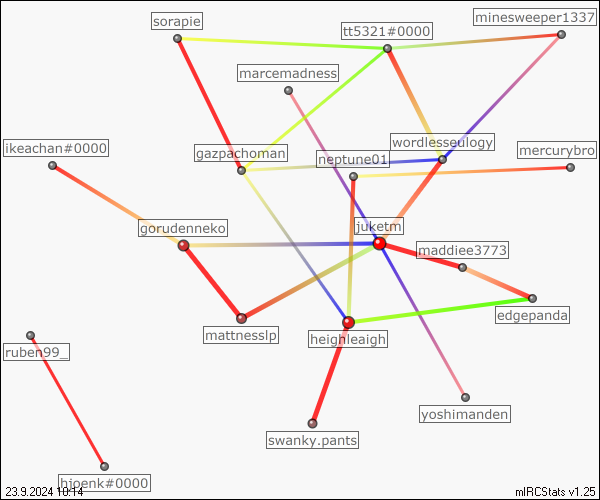 sorapie
minesweeper1337
tt5321#0000
marcemadness
ikeachan#0000
wordlesseulogy
mercurybro
gazpachoman
neptune01
gorudenneko
juketm
maddiee3773
edgepanda
mattnesslp
heighleaigh
ruben99_
yoshimanden
swanky.pants
hjoenk#0000
23.9.2024 10:14
mIRCStats v1.25